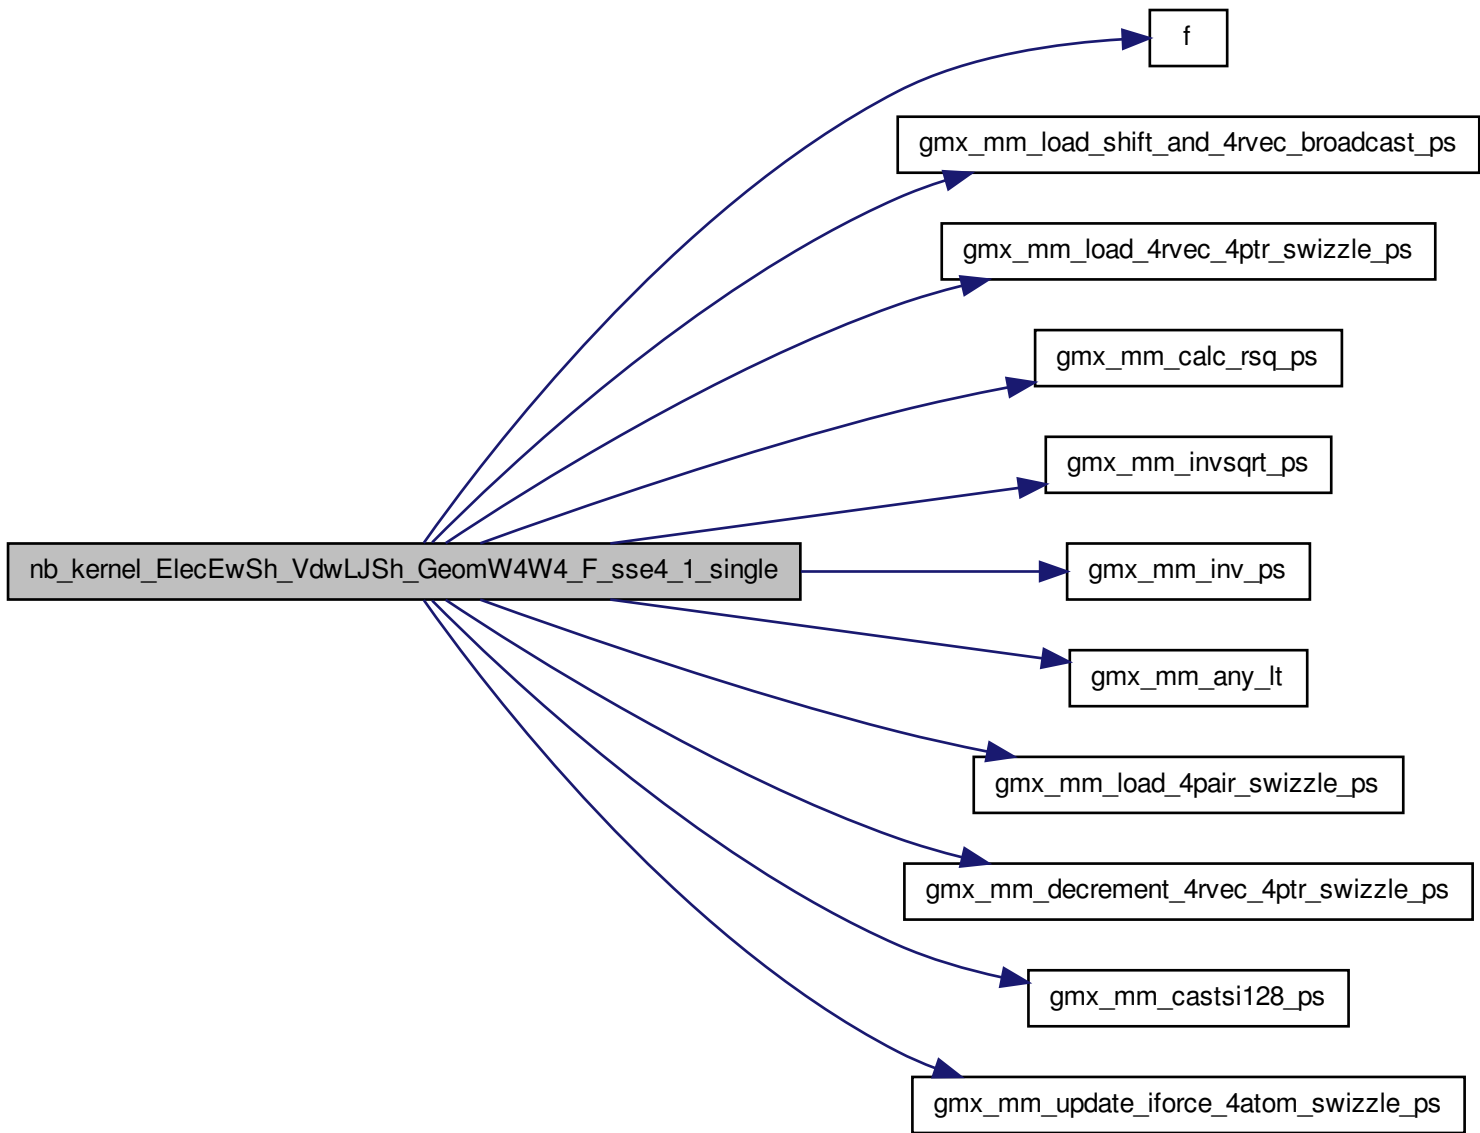 f
gmx_mm_load_shift_and_4rvec_broadcast_ps
gmx_mm_load_4rvec_4ptr_swizzle_ps
gmx_mm_calc_rsq_ps
gmx_mm_invsqrt_ps
nb_kernel_ElecEwSh_VdwLJSh_GeomW4W4_F_sse4_1_single
gmx_mm_inv_ps
gmx_mm_any_lt
gmx_mm_load_4pair_swizzle_ps
gmx_mm_decrement_4rvec_4ptr_swizzle_ps
gmx_mm_castsi128_ps
gmx_mm_update_iforce_4atom_swizzle_ps